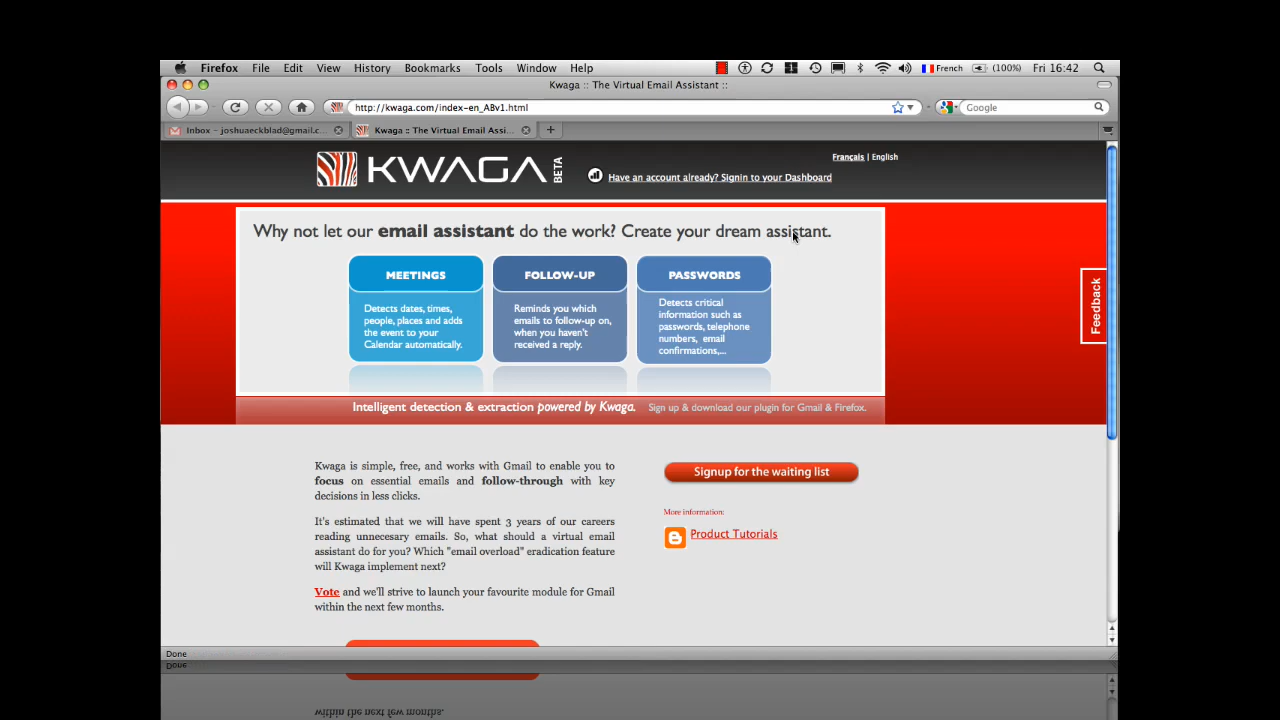 Firefox File Edit View History Bookmarks Tools Window Help French (100%) Fri 16:42
Kwaga :: The Virtual Email Assistant ::
http://kwaga.com/index-en_ABv1.html Google
Inbox – joshuaeckblad@gmail.c... Kwaga :: The Virtual Email Assi...
Français | English
KWAGA BETA
Have an account already? Signin to your Dashboard
Why not let our email assistant do the work? Create your dream assistant.
MEETINGS
Detects dates, times,
people, places and adds
the event to your
Calendar automatically.
FOLLOW-UP
Reminds you which
emails to follow-up on,
when you haven't
received a reply.
PASSWORDS
Detects critical
information such as
passwords, telephone
numbers, email
confirmations,...
Feedback
Intelligent detection & extraction powered by Kwaga. Sign up & download our plugin for Gmail & Firefox.
Kwaga is simple, free, and works with Gmail to enable you to
focus on essential emails and follow-through with key
decisions in less clicks.
It's estimated that we will have spent 3 years of our careers
reading unnecesary emails. So, what should a virtual email
assistant do for you? Which "email overload" eradication feature
will Kwaga implement next?
Vote and we'll strive to launch your favourite module for Gmail
within the next few months.
Signup for the waiting list
More information:
Product Tutorials
Done
Done
within the next few months.